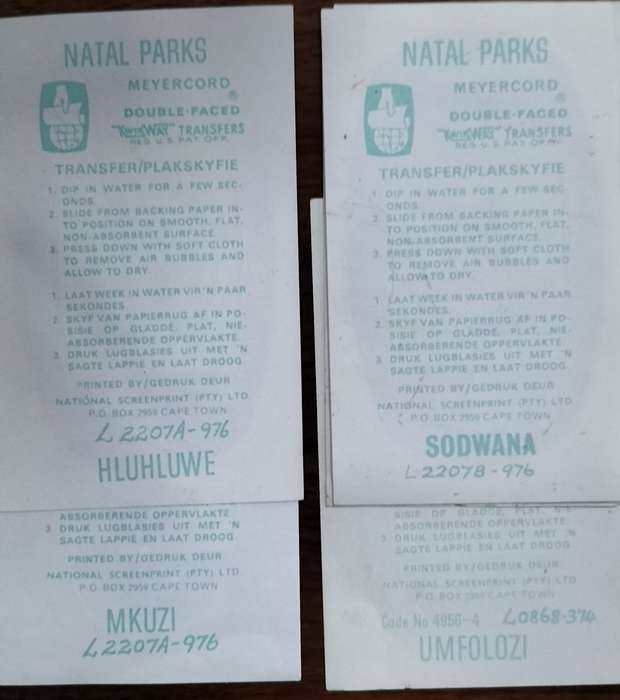 NATAL PARKS
MEYERCORD
®
DOUBLE-FACED
"KwikWay" TRANSFERS
REG. U.S. PAT. OFF.
TRANSFER/PLAKSKYFIE
1. DIP IN WATER FOR A FEW SEC-
ONDS.
2. SLIDE FROM BACKING PAPER IN-
TO POSITION ON SMOOTH, FLAT,
NON-ABSORBENT SURFACE
3. PRESS DOWN WITH SOFT CLOTH
TO REMOVE AIR BUBBLES AND
ALLOW TO DRY.
1. LAAT WEEK IN WATER VIR 'N PAAR
SEKONDES.
2. SKYF VAN PAPIERRUG AF IN PO-
SISIE OP GLADDE, PLAT, NIE-
ABSORBERENDE OPPERVLAKTE.
3. DRUK LUGBLASIES UIT MET 'N
SAGTE LAPPIE EN LAAT DROOG.
PRINTED BY/GEDRUK DEUR
NATIONAL SCREENPRINT (PTY) LTD.
P.O. BOX 2959 CAPE TOWN
L2207A-976
HLUHLUWE
ABSORBERENDE OPPERVLAKTE
3. DRUK LUGBLASIES UIT MET 'N
SAGTE LAPPIE EN LAAT DROOG.
PRINTED BY/GEDRUK DEUR
NATIONAL SCREENPRINT (PTY) LTD.
P.O. BOX 2959 CAPE TOWN
MKUZI
L2207A-976
NATAL PARKS
MEYERCORD
®
DOUBLE-FACED
"KwikWay" TRANSFERS
REG. U.S. PAT. OFF.
TRANSFER/PLAKSKYFIE
1. DIP IN WATER FOR A FEW SEC-
ONDS.
2. SLIDE FROM BACKING PAPER IN-
TO POSITION ON SMOOTH, FLAT,
NON-ABSORBENT SURFACE.
3. PRESS DOWN WITH SOFT CLOTH
TO REMOVE AIR BUBBLES AND
ALLOW TO DRY.
1. LAAT WEEK IN WATER VIR 'N PAAR
SEKONDES.
2. SKYF VAN PAPIERRUG AF IN PO-
SISIE OP GLADDE, PLAT, NIE-
ABSORBERENDE OPPERVLAKTE.
3. DRUK LUGBLASIES UIT MET 'N
SAGTE LAPPIE EN LAAT DROOG.
PRINTED BY/GEDRUK DEUR
NATIONAL SCREENPRINT (PTY) LTD.
P.O. BOX 2959 CAPE TOWN
SODWANA
L2207B-976
SISIE OP GLADDE, PLAT, NIE-
ABSORBERENDE OPPERVLAKTE.
3. DRUK LUGBLASIES UIT MET 'N
SAGTE LAPPIE EN LAAT DROOG.
PRINTED BY/GEDRUK DEUR
NATIONAL SCREENPRINT (PTY) LTD.
P.O. BOX 2959 CAPE TOWN
Code No. 4956-4 L0868-374
UMFOLOZI